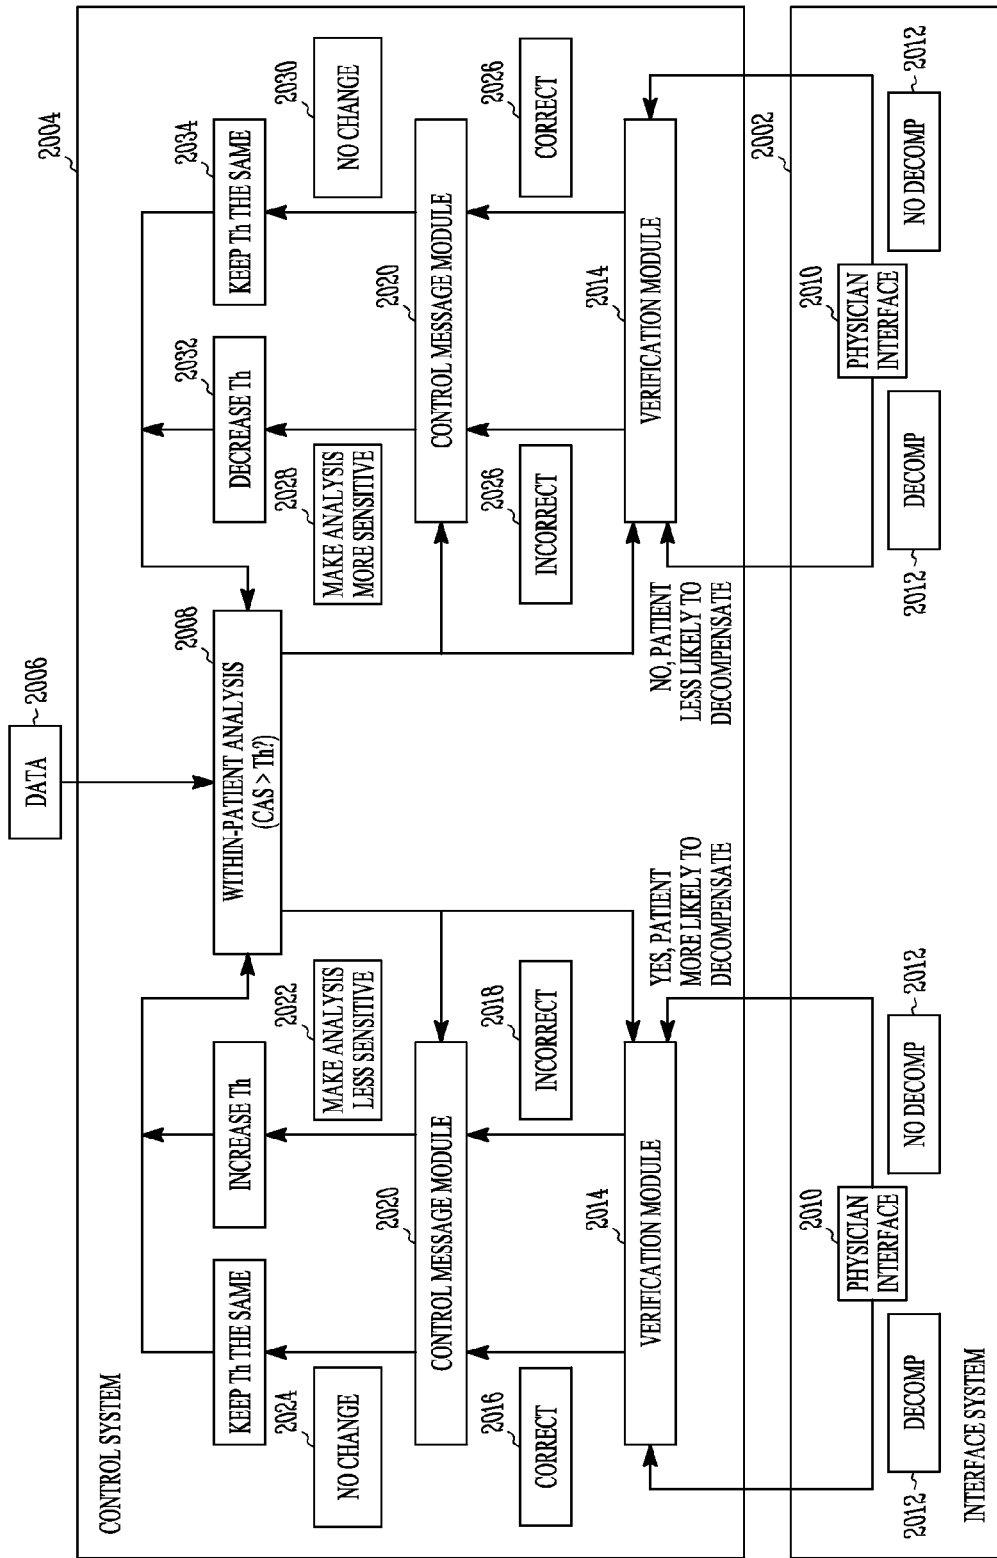 DATA
2006
2004
CONTROL SYSTEM
2008
WITHIN-PATIENT ANALYSIS
(CAS > Th?)
KEEP Th THE SAME
INCREASE Th
2032
DECREASE Th
2034
KEEP Th THE SAME
2024
NO CHANGE
2022
MAKE ANALYSIS
LESS SENSITIVE
2028
MAKE ANALYSIS
MORE SENSITIVE
2030
NO CHANGE
2020
CONTROL MESSAGE MODULE
2020
CONTROL MESSAGE MODULE
2016
CORRECT
2018
INCORRECT
2026
INCORRECT
2026
CORRECT
2014
VERIFICATION MODULE
2014
VERIFICATION MODULE
YES, PATIENT
MORE LIKELY TO
DECOMPENSATE
NO, PATIENT
LESS LIKELY TO
DECOMPENSATE
2002
2010
PHYSICIAN
INTERFACE
2010
PHYSICIAN
INTERFACE
2012
DECOMP
2012
NO DECOMP
2012
DECOMP
2012
NO DECOMP
INTERFACE SYSTEM